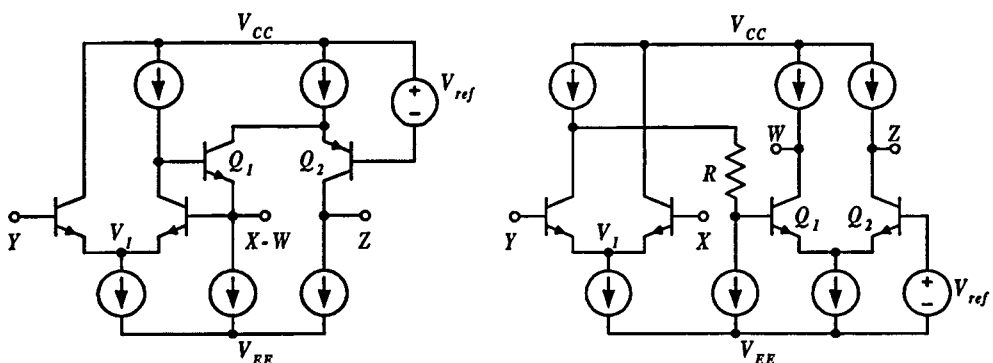 V_CC
V_ref
+
−
Q_1
Q_2
Y
V_1
X-W
Z
V_EE
V_CC
W
Z
R
Q_1
Q_2
Y
V_1
X
+
−
V_ref
V_EE